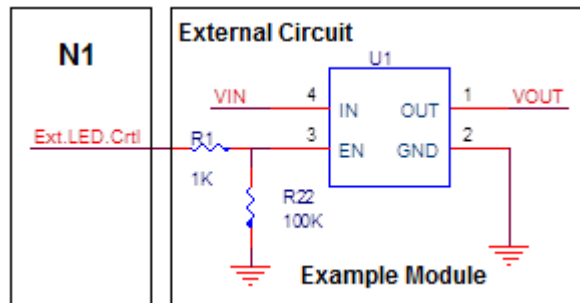 N1
External Circuit
U1
VIN 4 IN OUT 1 VOUT
Ext.LED.Crtl R1 3 EN GND 2
1K
R22
100K
Example Module